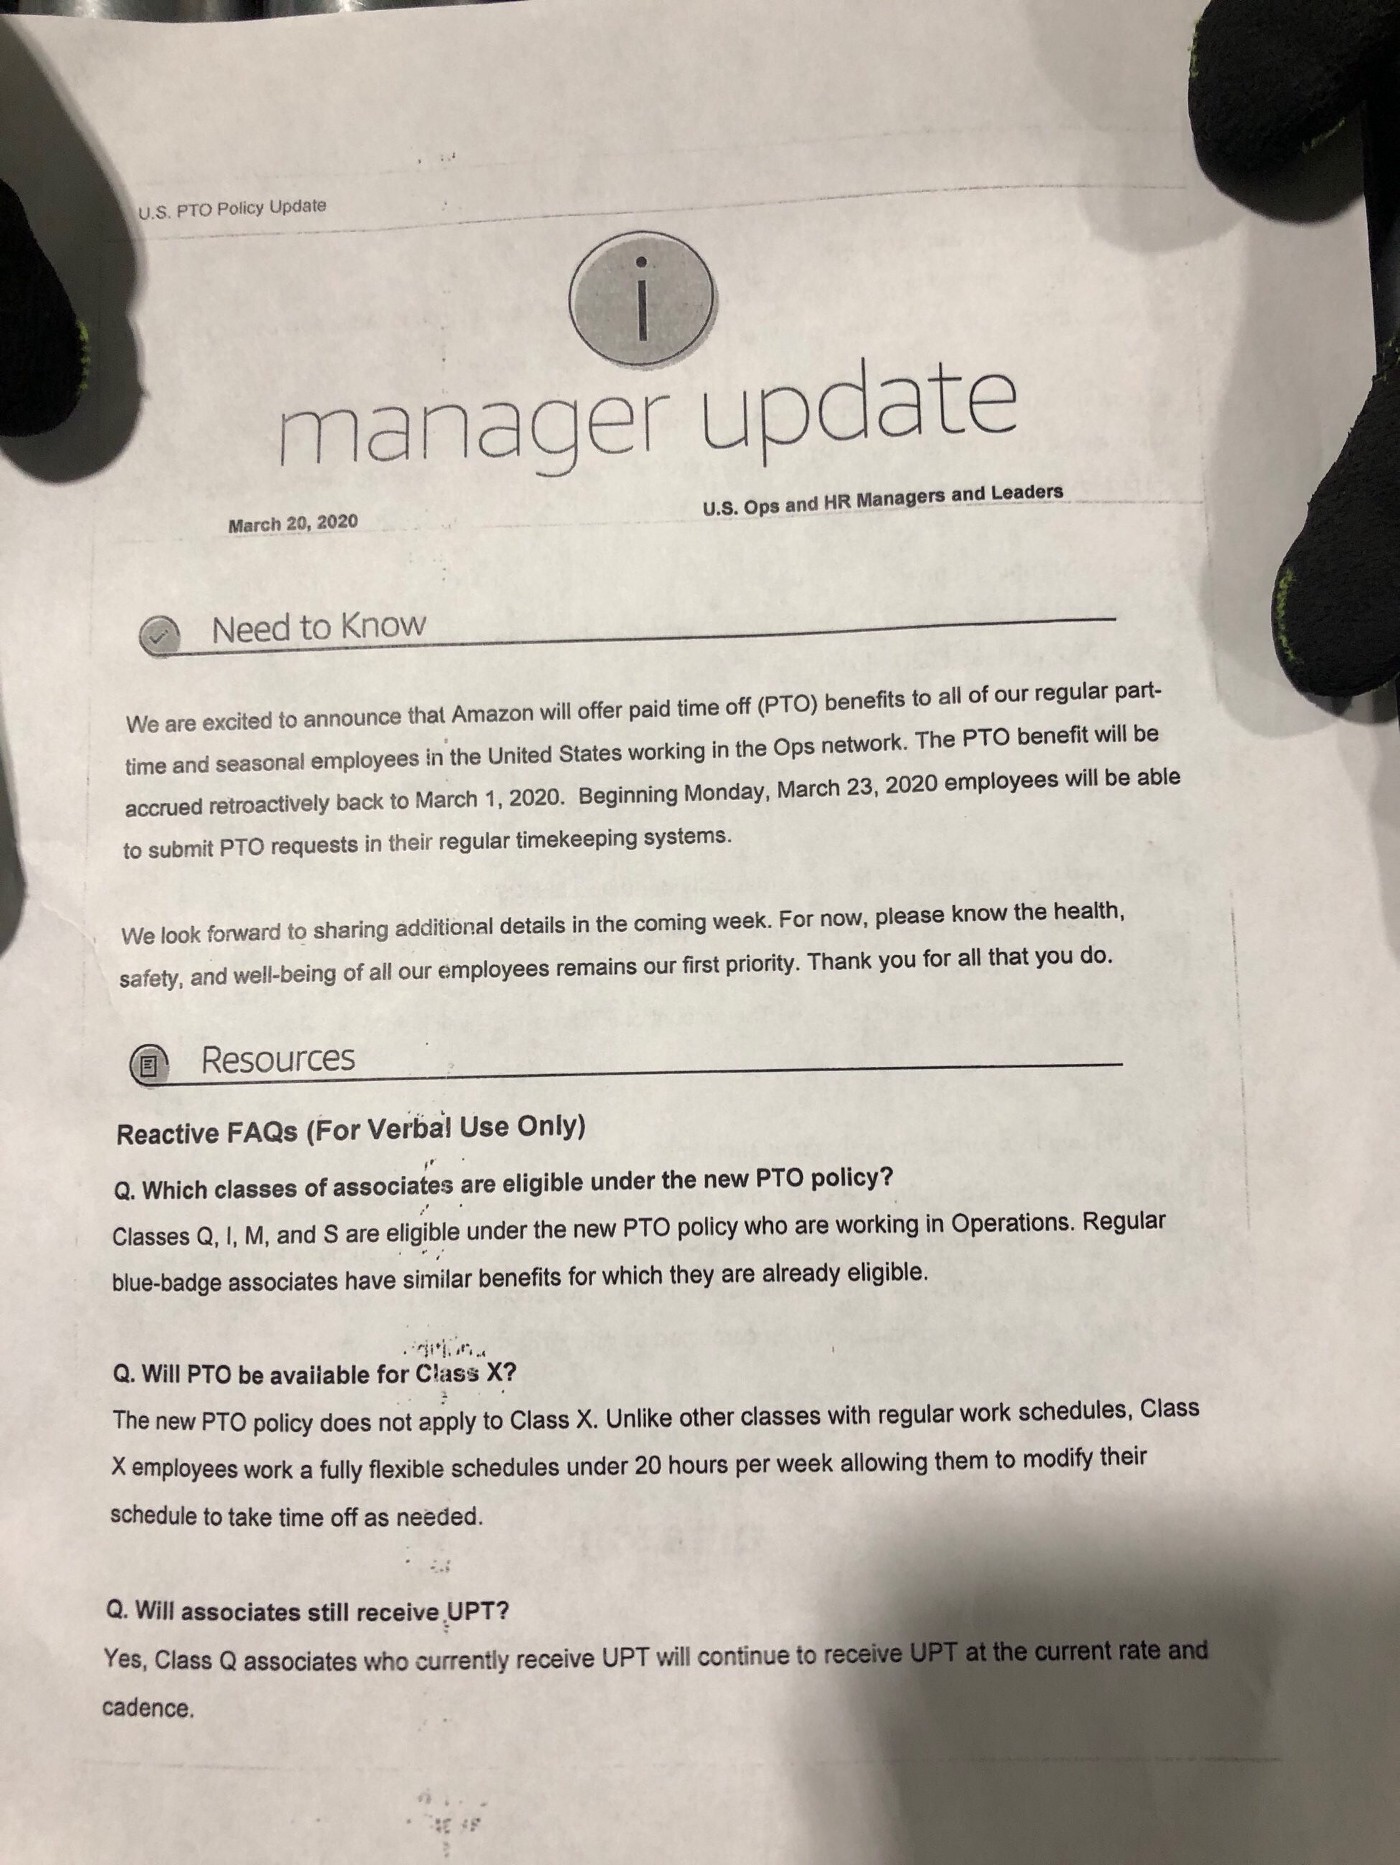 U.S. PTO Policy Update
i
manager update
March 20, 2020
U.S. Ops and HR Managers and Leaders
Need to Know
We are excited to announce that Amazon will offer paid time off (PTO) benefits to all of our regular part-
time and seasonal employees in the United States working in the Ops network. The PTO benefit will be
accrued retroactively back to March 1, 2020. Beginning Monday, March 23, 2020 employees will be able
to submit PTO requests in their regular timekeeping systems.
We look forward to sharing additional details in the coming week. For now, please know the health,
safety, and well-being of all our employees remains our first priority. Thank you for all that you do.
Resources
Reactive FAQs (For Verbal Use Only)
Q. Which classes of associates are eligible under the new PTO policy?
Classes Q, I, M, and S are eligible under the new PTO policy who are working in Operations. Regular
blue-badge associates have similar benefits for which they are already eligible.
Q. Will PTO be available for Class X?
The new PTO policy does not apply to Class X. Unlike other classes with regular work schedules, Class
X employees work a fully flexible schedules under 20 hours per week allowing them to modify their
schedule to take time off as needed.
Q. Will associates still receive UPT?
Yes, Class Q associates who currently receive UPT will continue to receive UPT at the current rate and
cadence.